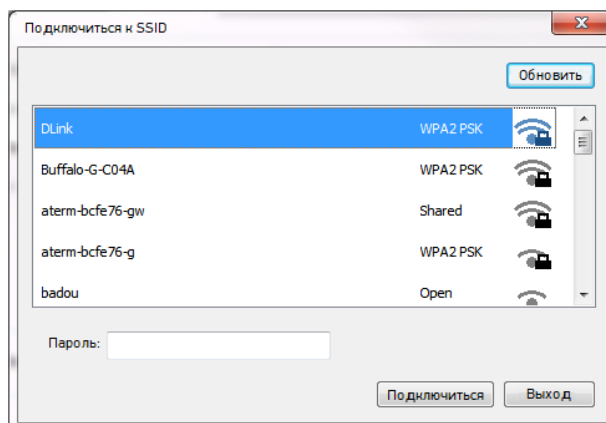 Подключиться к SSID
Обновить
DLink WPA2 PSK
Buffalo-G-C04A WPA2 PSK
aterm-bcfe76-gw Shared
aterm-bcfe76-g WPA2 PSK
badou Open
Пароль:
Подключиться Выход